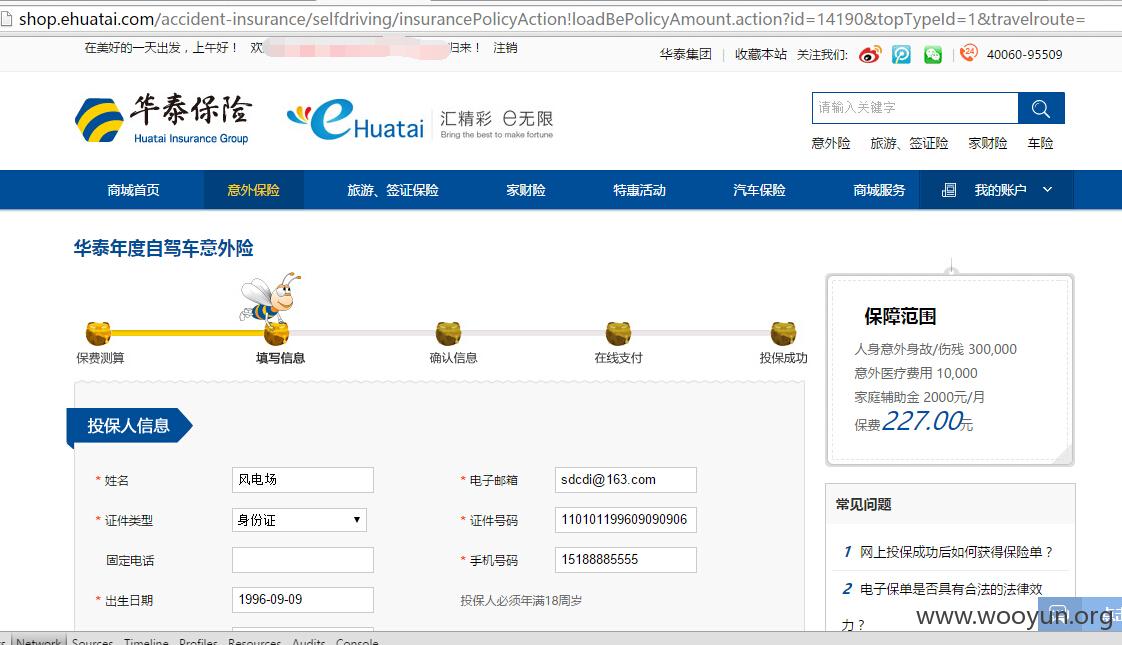 shop.ehuatai.com/accident-insurance/selfdriving/insurancePolicyAction!loadBePolicyAmount.action?id=14190&topTypeId=1&travelroute=
在美好的一天出发，上午好！ 欢 归来！ 注销
华泰集团 | 收藏本站 关注我们: | 24 40060-95509
华泰保险
Huatai Insurance Group
eHuatai
汇精彩 e无限
Bring the best to make fortune
请输入关键字
意外险 旅游、签证险 家财险 车险
商城首页 意外保险 旅游、签证保险 家财险 特惠活动 汽车保险 商城服务 我的账户
华泰年度自驾车意外险
保费测算 填写信息 确认信息 在线支付 投保成功
保障范围
人身意外身故/伤残 300,000
意外医疗费用 10,000
家庭辅助金 2000元/月
保费227.00元
投保人信息
* 姓名 风电场 * 电子邮箱 sdcdi@163.com
* 证件类型 身份证 * 证件号码 110101199609090906
固定电话 * 手机号码 15188885555
* 出生日期 1996-09-09 投保人必须年满18周岁
常见问题
1 网上投保成功后如何获得保险单？
2 电子保单是否具有合法的法律效
力？
www.wooyun.org
Network Sources Timeline Profiles Resources Audits Console